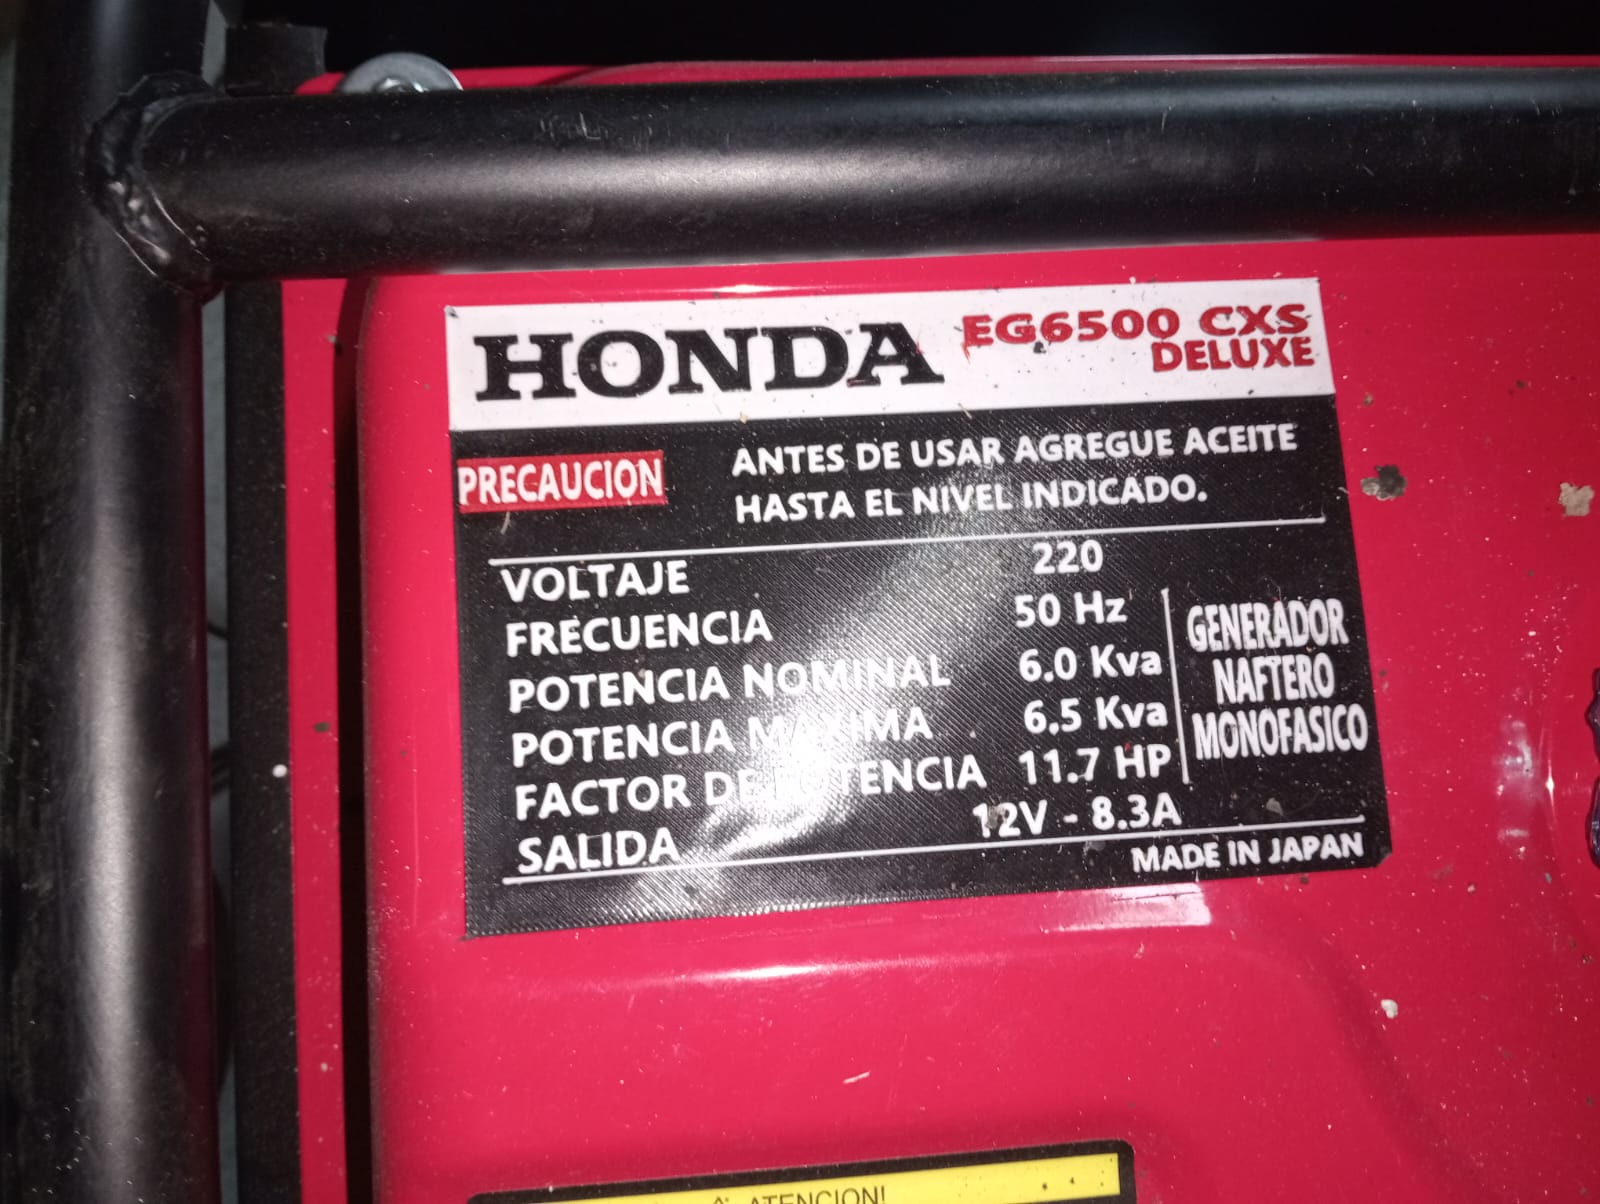 HONDA EG6500 CXS
DELUXE
PRECAUCION
ANTES DE USAR AGREGUE ACEITE
HASTA EL NIVEL INDICADO.
VOLTAJE 220
FRECUENCIA 50 Hz
POTENCIA NOMINAL 6.0 Kva
POTENCIA MAXIMA 6.5 Kva
FACTOR DE POTENCIA 11.7 HP
SALIDA 12V - 8.3A
GENERADOR
NAFTERO
MONOFASICO
MADE IN JAPAN
ATENCION!